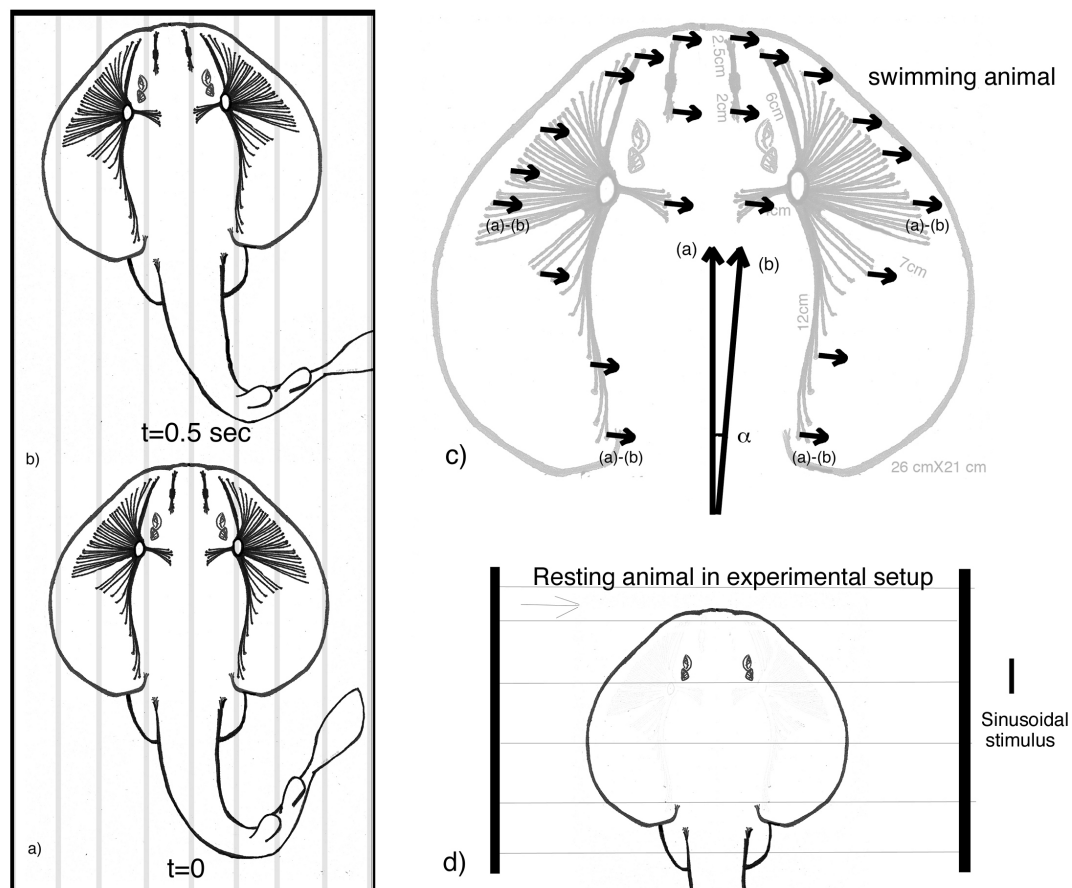 b)
t=0.5 sec
a)
t=0
c)
swimming animal
2.5cm
2cm
6cm
(a)-(b)
(a)-(b)
(a)
(b)
7cm
12cm
α
(a)-(b)
(a)-(b)
26 cmX21 cm
d)
Resting animal in experimental setup
Sinusoidal
stimulus